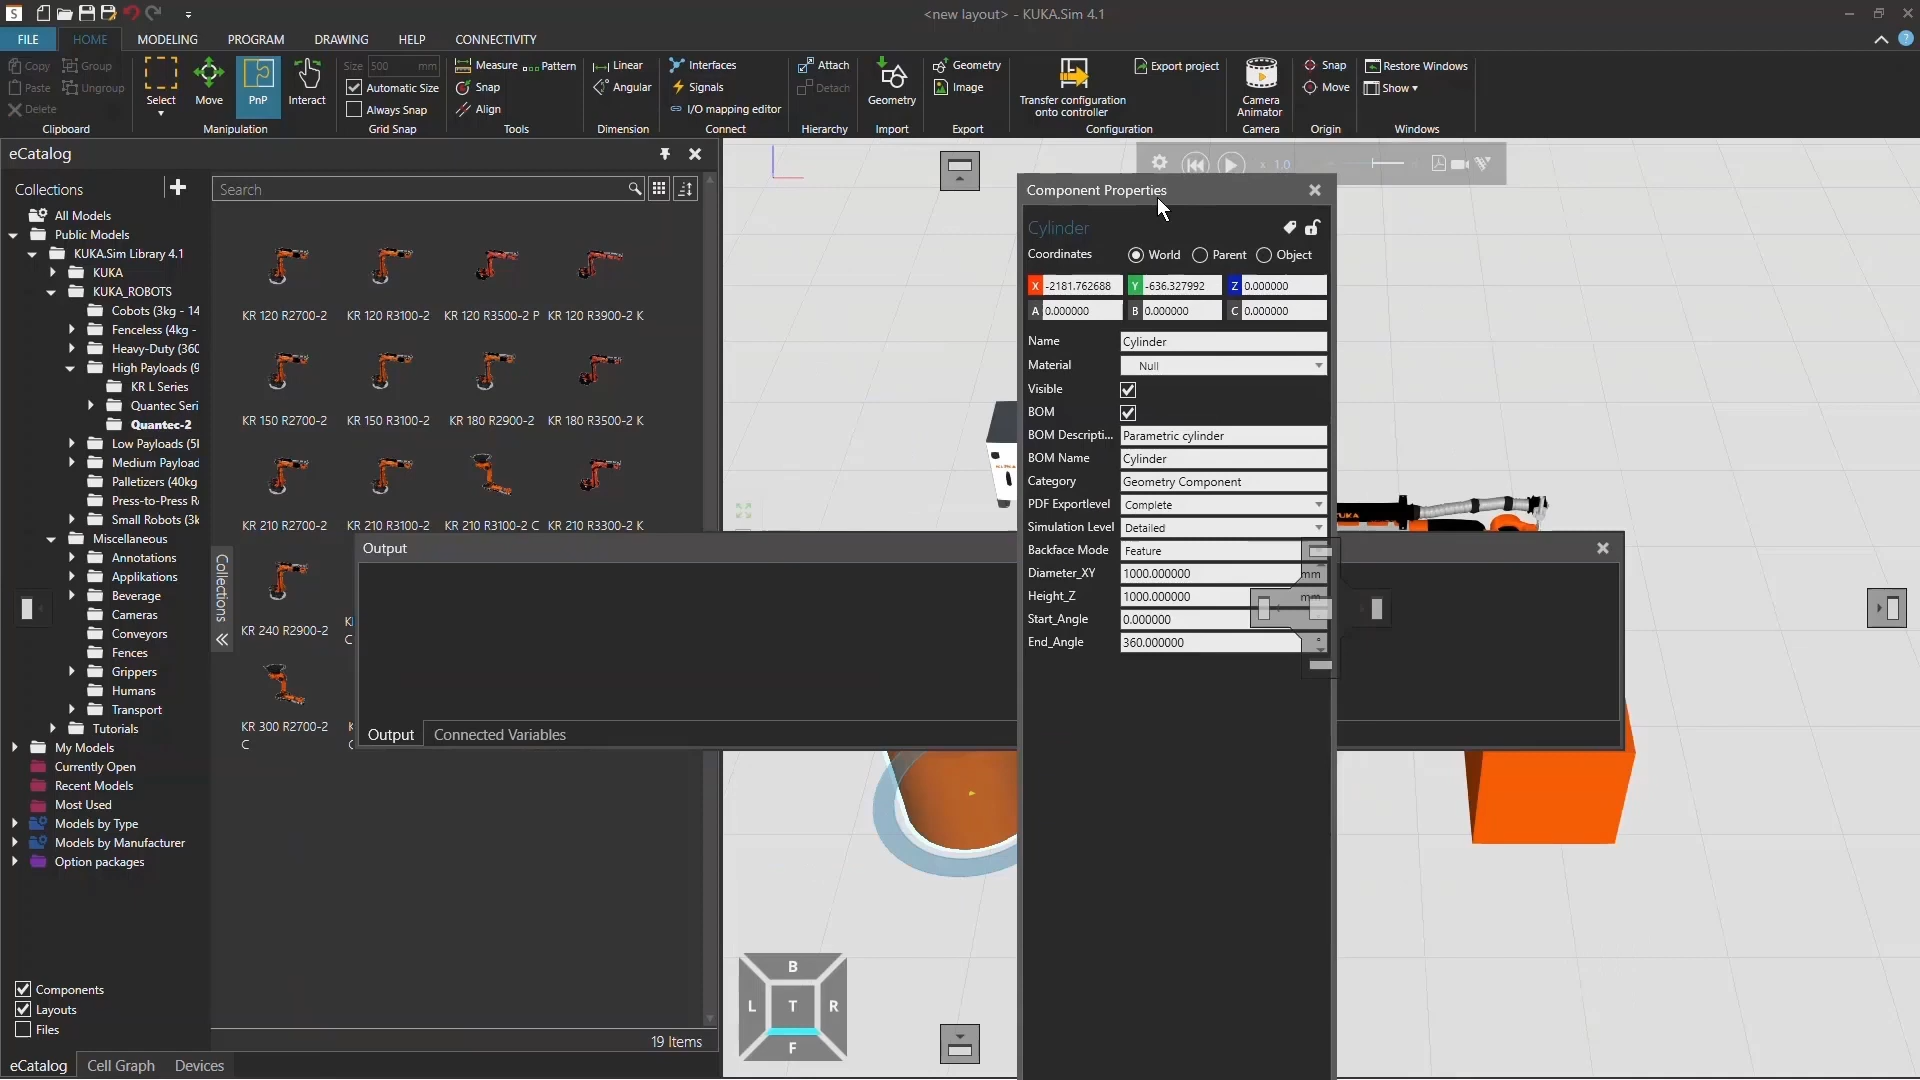 <new layout> - KUKA.Sim 4.1
FILE
HOME
MODELING
PROGRAM
DRAWING
HELP
CONNECTIVITY
Copy
Group
Paste
Ungroup
Delete
Clipboard
Select
Move
PnP
Interact
Manipulation
Size 500 mm
Automatic Size
Always Snap
Grid Snap
Measure
Pattern
Snap
Align
Tools
Linear
Angular
Dimension
Interfaces
Signals
I/O mapping editor
Connect
Attach
Detach
Hierarchy
Geometry
Import
Geometry
Image
Export
Transfer configuration
onto controller
Export project
Configuration
Camera
Animator
Camera
Snap
Move
Origin
Restore Windows
Show
Windows
eCatalog
Collections
Search
All Models
Public Models
KUKA.Sim Library 4.1
KUKA
KUKA_ROBOTS
Cobots (3kg - 14
Fenceless (4kg -
Heavy-Duty (360
High Payloads (9
KR L Series
Quantec Seri
Quantec-2
Low Payloads (5
Medium Payload
Palletizers (40kg
Press-to-Press R
Small Robots (3k
Miscellaneous
Annotations
Applikations
Beverage
Cameras
Conveyors
Fences
Grippers
Humans
Transport
Tutorials
My Models
Currently Open
Recent Models
Most Used
Models by Type
Models by Manufacturer
Option packages
Components
Layouts
Files
eCatalog
Cell Graph
Devices
Collections
KR 120 R2700-2
KR 120 R3100-2
KR 120 R3500-2 P
KR 120 R3900-2 K
KR 150 R2700-2
KR 150 R3100-2
KR 180 R2900-2
KR 180 R3500-2 K
KR 210 R2700-2
KR 210 R3100-2
KR 210 R3100-2 C
KR 210 R3300-2 K
KR 240 R2900-2
KR 300 R2700-2
C
19 Items
Output
Output
Connected Variables
x 1.0
Component Properties
Cylinder
Coordinates
World
Parent
Object
X -2181.762688
Y -636.327992
Z 0.000000
A 0.000000
B 0.000000
C 0.000000
Name Cylinder
Material Null
Visible
BOM
BOM Descripti... Parametric cylinder
BOM Name Cylinder
Category Geometry Component
PDF Exportlevel Complete
Simulation Level Detailed
Backface Mode Feature
Diameter_XY 1000.000000 mm
Height_Z 1000.000000 mm
Start_Angle 0.000000
End_Angle 360.000000 °
KUKA
B
L T R
F